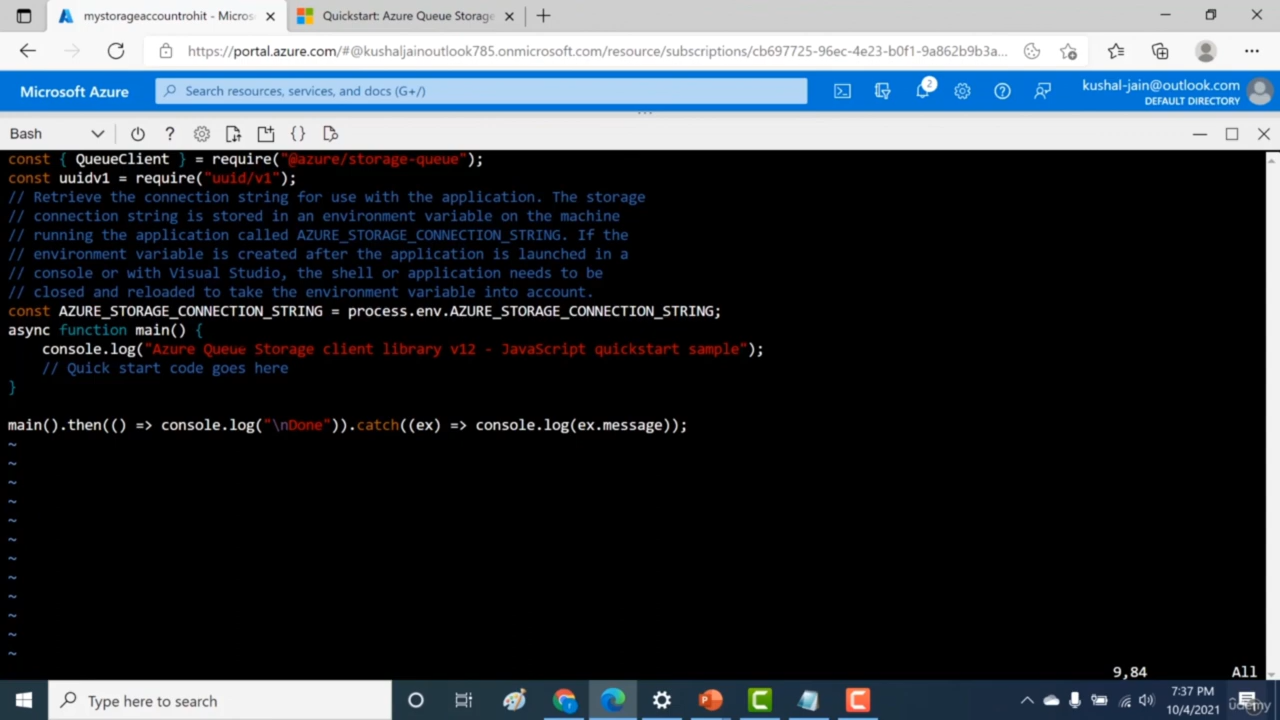 mystorageaccountrohit - Micros
Quickstart: Azure Queue Storage
https://portal.azure.com/#@kushaljainoutlook785.onmicrosoft.com/resource/subscriptions/cb697725-96ec-4e23-b0f1-9a862b9b3a...
Microsoft Azure
Search resources, services, and docs (G+/)
2
kushal-jain@outlook.com
DEFAULT DIRECTORY
Bash
const { QueueClient } = require("@azure/storage-queue");
const uuidv1 = require("uuid/v1");
// Retrieve the connection string for use with the application. The storage
// connection string is stored in an environment variable on the machine
// running the application called AZURE_STORAGE_CONNECTION_STRING. If the
// environment variable is created after the application is launched in a
// console or with Visual Studio, the shell or application needs to be
// closed and reloaded to take the environment variable into account.
const AZURE_STORAGE_CONNECTION_STRING = process.env.AZURE_STORAGE_CONNECTION_STRING;
async function main() {
console.log("Azure Queue Storage client library v12 - JavaScript quickstart sample");
// Quick start code goes here
}
main().then(() => console.log("\nDone")).catch((ex) => console.log(ex.message));
~
~
~
~
~
~
~
~
~
~
~
~
9,84 All
Type here to search
7:37 PM
10/4/2021
udemy